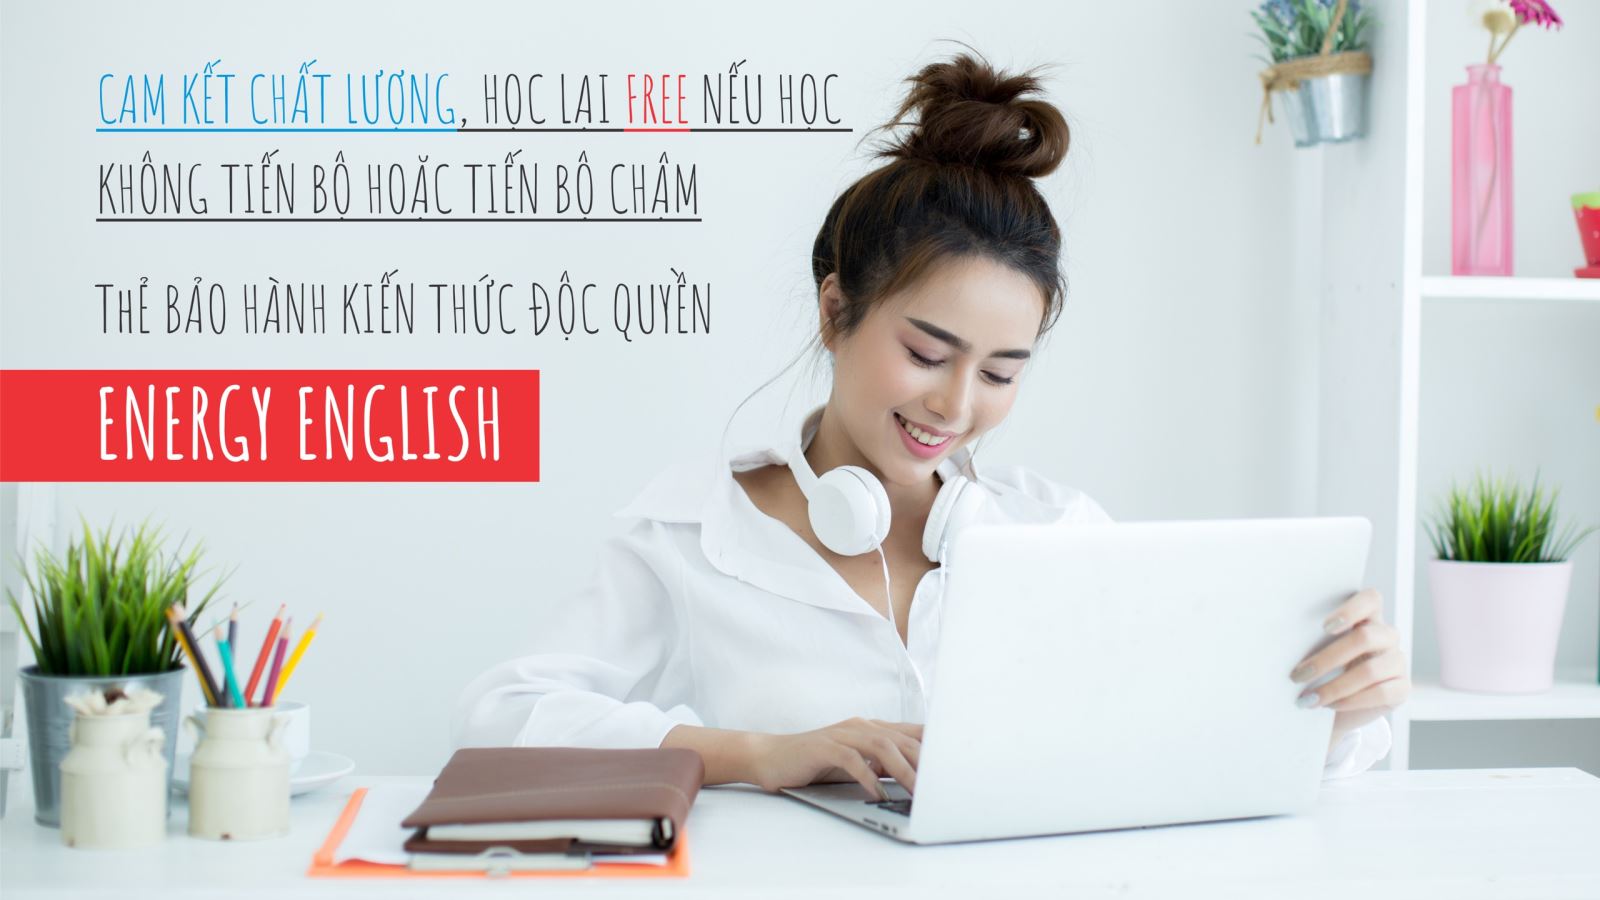 CAM KẾT CHẤT LƯỢNG, HỌC LẠI FREE NẾU HỌC
KHÔNG TIẾN BỘ HOẶC TIẾN BỘ CHẬM
THẺ BẢO HÀNH KIẾN THỨC ĐỘC QUYỀN
ENERGY ENGLISH